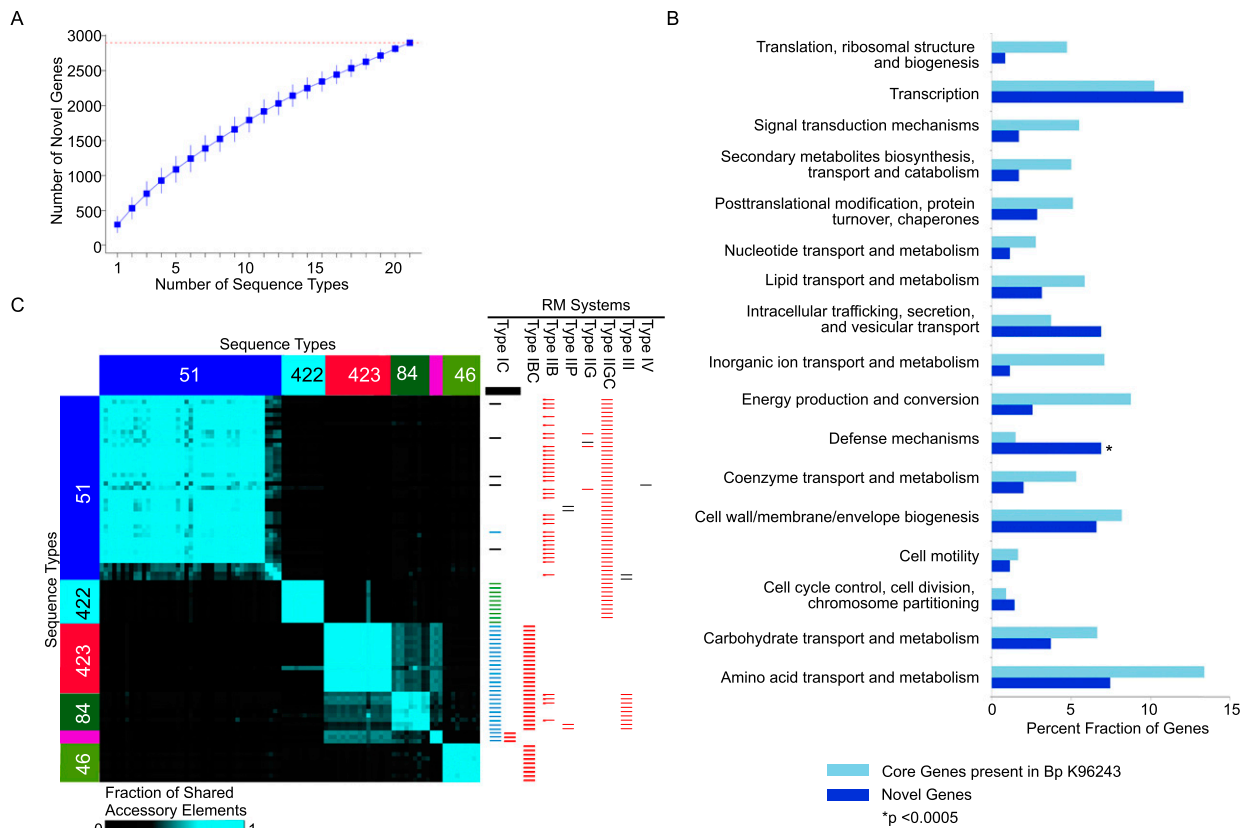 A
3000
2500
2000
1500
1000
500
0
Number of Novel Genes
1
5
10
15
20
Number of Sequence Types
B
Translation, ribosomal structure
and biogenesis
Transcription
Signal transduction mechanisms
Secondary metabolites biosynthesis,
transport and catabolism
Posttranslational modification, protein
turnover, chaperones
Nucleotide transport and metabolism
Lipid transport and metabolism
Intracellular trafficking, secretion,
and vesicular transport
Inorganic ion transport and metabolism
Energy production and conversion
Defense mechanisms
*
Coenzyme transport and metabolism
Cell wall/membrane/envelope biogenesis
Cell motility
Cell cycle control, cell division,
chromosome partitioning
Carbohydrate transport and metabolism
Amino acid transport and metabolism
0
5
10
15
Percent Fraction of Genes
Core Genes present in Bp K96243
Novel Genes
*p <0.0005
C
RM Systems
Type IC
Type IBC
Type IIB
Type IIP
Type IIG
Type IIGC
Type III
Type IV
Sequence Types
51
422
423
84
46
Sequence Types
51
422
423
84
46
Fraction of Shared
Accessory Elements
0
1